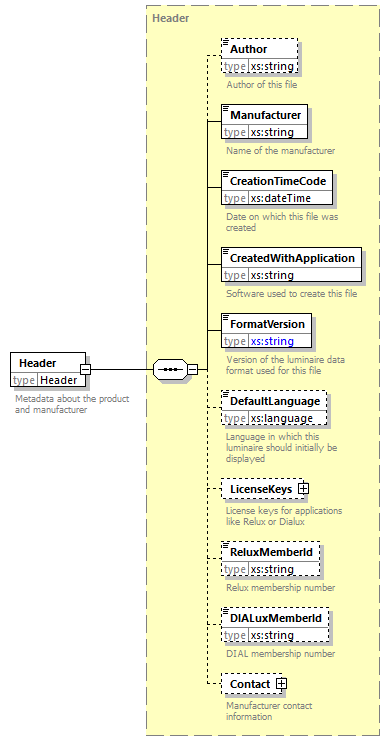 Header
Author
type xs:string
Author of this file
Manufacturer
type xs:string
Name of the manufacturer
CreationTimeCode
type xs:dateTime
Date on which this file was
created
CreatedWithApplication
type xs:string
Software used to create this file
FormatVersion
type xs:string
Version of the luminaire data
format used for this file
Header
type Header
Metadata about the product
and manufacturer
DefaultLanguage
type xs:language
Language in which this
luminaire should initially be
displayed
LicenseKeys
License keys for applications
like Relux or Dialux
ReluxMemberId
type xs:string
Relux membership number
DIALuxMemberId
type xs:string
DIAL membership number
Contact
Manufacturer contact
information